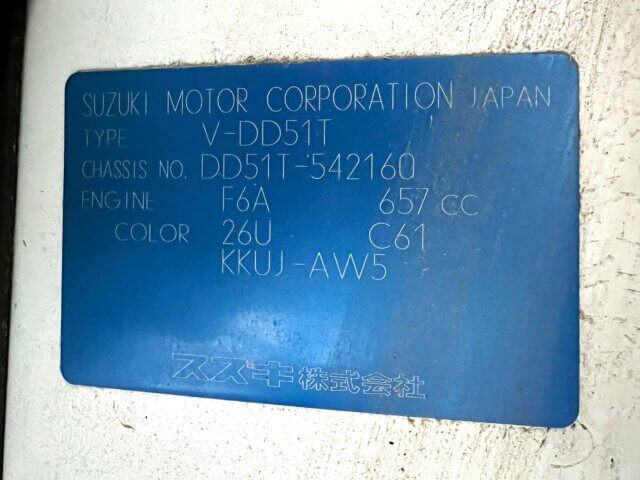 SUZUKI MOTOR CORPORATION JAPAN
TYPE V-DD51T
CHASSIS NO. DD51T-542160
ENGINE F6A 657 CC
COLOR 26U C61
KKUJ-AW5
スズキ株式会社